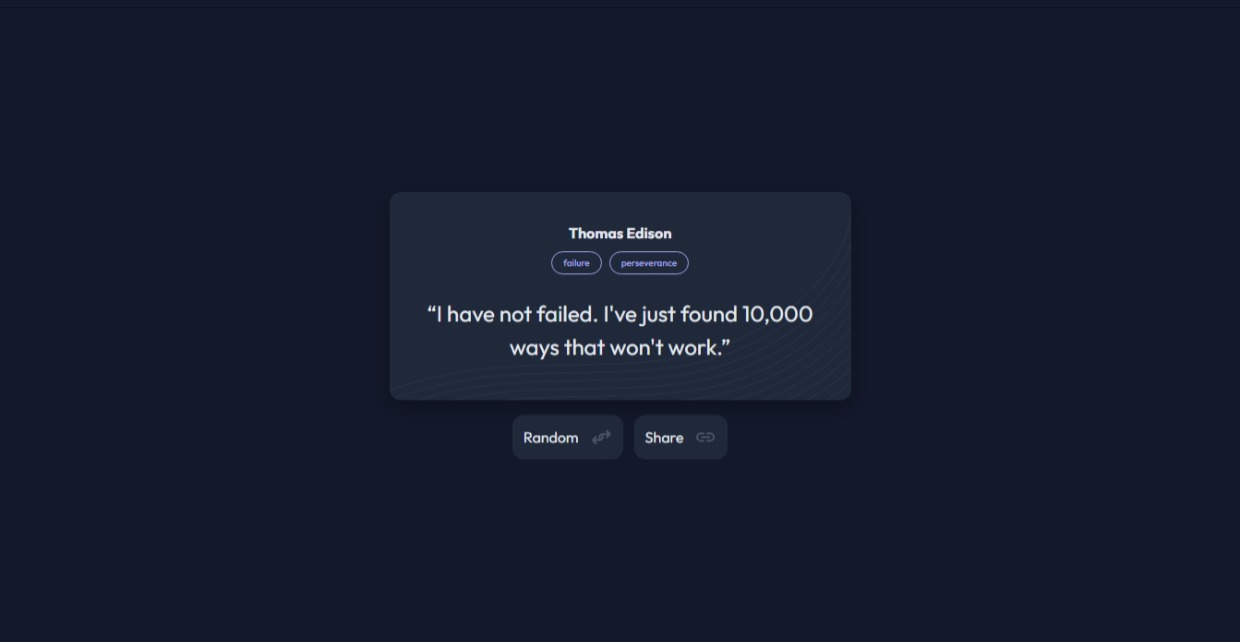 Thomas Edison
failure perseverance
“I have not failed. I've just found 10,000
ways that won't work.”
Random Share